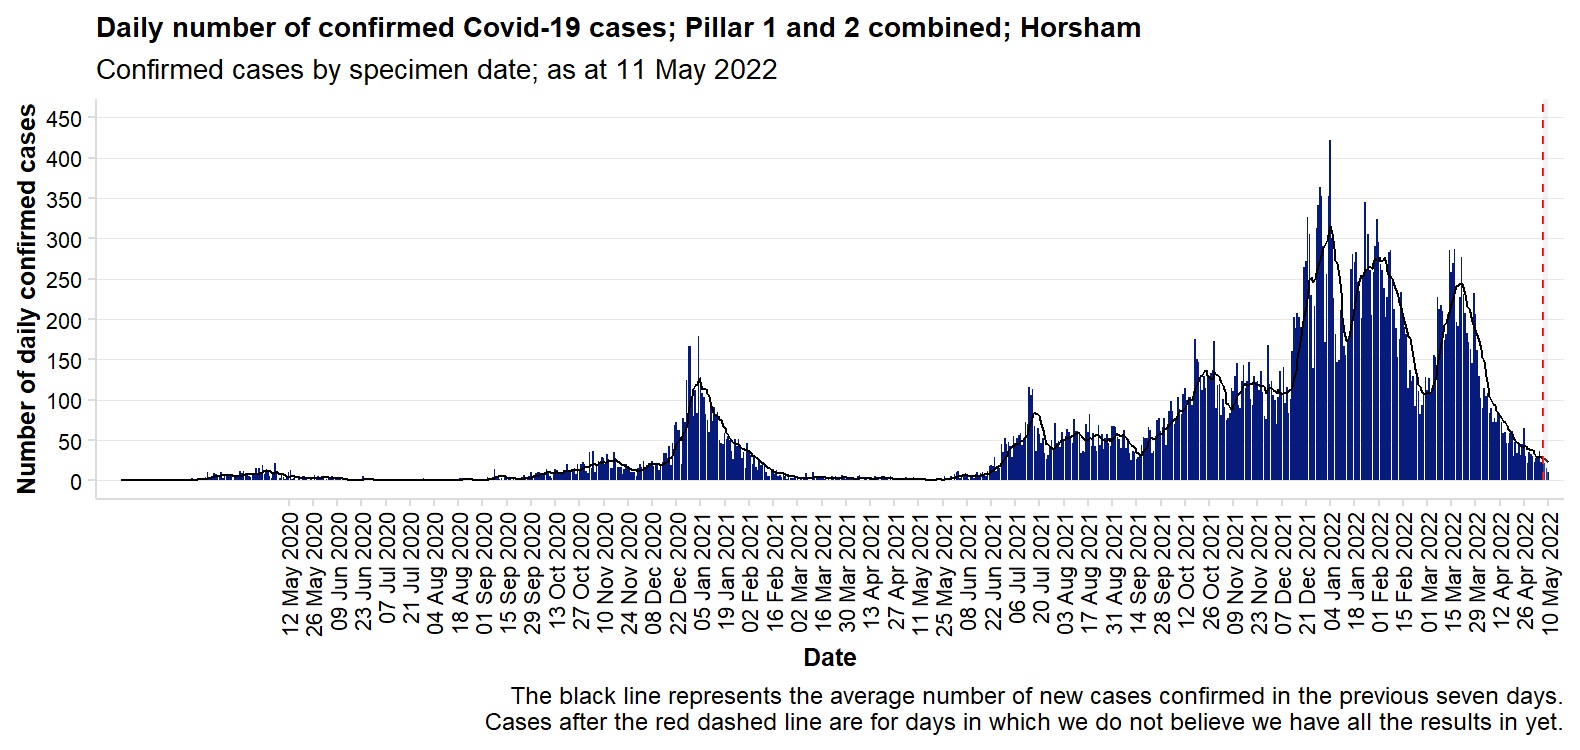 Daily number of confirmed Covid-19 cases; Pillar 1 and 2 combined; Horsham
Confirmed cases by specimen date; as at 11 May 2022
Number of daily confirmed cases
450
400
350
300
250
200
150
100
50
0
12 May 2020
26 May 2020
09 Jun 2020
23 Jun 2020
07 Jul 2020
21 Jul 2020
04 Aug 2020
18 Aug 2020
01 Sep 2020
15 Sep 2020
29 Sep 2020
13 Oct 2020
27 Oct 2020
10 Nov 2020
24 Nov 2020
08 Dec 2020
22 Dec 2020
05 Jan 2021
19 Jan 2021
02 Feb 2021
16 Feb 2021
02 Mar 2021
16 Mar 2021
30 Mar 2021
13 Apr 2021
27 Apr 2021
11 May 2021
25 May 2021
08 Jun 2021
22 Jun 2021
06 Jul 2021
20 Jul 2021
03 Aug 2021
17 Aug 2021
31 Aug 2021
14 Sep 2021
28 Sep 2021
12 Oct 2021
26 Oct 2021
09 Nov 2021
23 Nov 2021
07 Dec 2021
21 Dec 2021
04 Jan 2022
18 Jan 2022
01 Feb 2022
15 Feb 2022
01 Mar 2022
15 Mar 2022
29 Mar 2022
12 Apr 2022
26 Apr 2022
10 May 2022
Date
The black line represents the average number of new cases confirmed in the previous seven days.
Cases after the red dashed line are for days in which we do not believe we have all the results in yet.